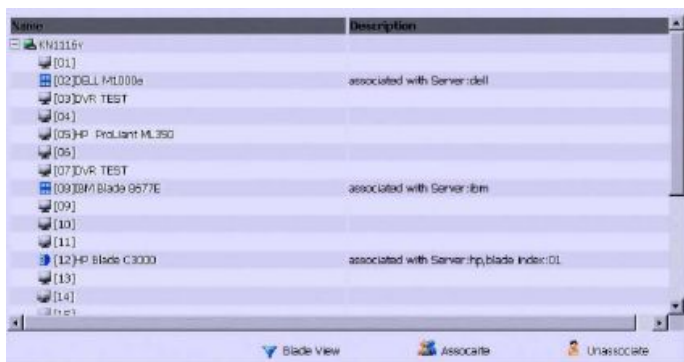 Name Description
KN1116v
[01]
[02]DELL M1000e associated with Server:dell
[03]DVR TEST
[04]
[05]HP ProLiant ML350
[06]
[07]DVR TEST
[08]IBM Blade 8677E associated with Server:ibm
[09]
[10]
[11]
[12]HP Blade C3000 associated with Server:hp,blade index:01
[13]
[14]
[15]
Blade View Assocarte Unassociate